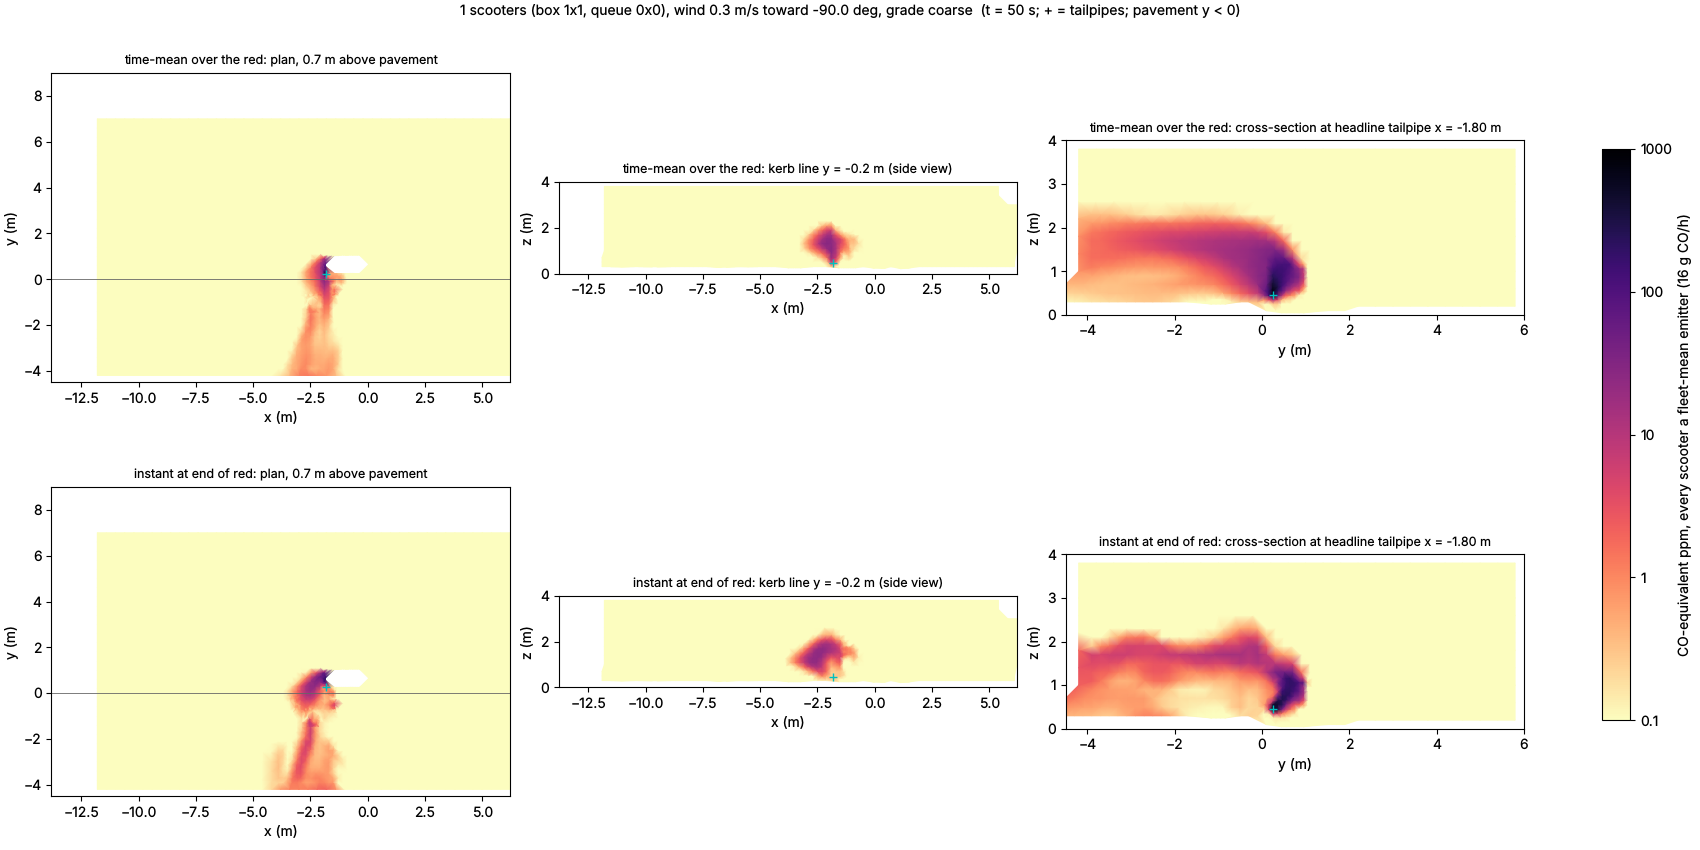 1 scooters (box 1x1, queue 0x0), wind 0.3 m/s toward -90.0 deg, grade coarse  (t = 50 s; + = tailpipes; pavement y < 0)
time-mean over the red: plan, 0.7 m above pavement
8
6
4
2
0
−2
−4
y (m)
−12.5 −10.0 −7.5 −5.0 −2.5 0.0 2.5 5.0
x (m)
time-mean over the red: kerb line y = -0.2 m (side view)
4
2
0
z (m)
−12.5 −10.0 −7.5 −5.0 −2.5 0.0 2.5 5.0
x (m)
time-mean over the red: cross-section at headline tailpipe x = -1.80 m
4
3
2
1
0
z (m)
−4 −2 0 2 4 6
y (m)
instant at end of red: plan, 0.7 m above pavement
8
6
4
2
0
−2
−4
y (m)
−12.5 −10.0 −7.5 −5.0 −2.5 0.0 2.5 5.0
x (m)
instant at end of red: kerb line y = -0.2 m (side view)
4
2
0
z (m)
−12.5 −10.0 −7.5 −5.0 −2.5 0.0 2.5 5.0
x (m)
instant at end of red: cross-section at headline tailpipe x = -1.80 m
4
3
2
1
0
z (m)
−4 −2 0 2 4 6
y (m)
1000
100
10
1
0.1
CO-equivalent ppm, every scooter a fleet-mean emitter (16 g CO/h)